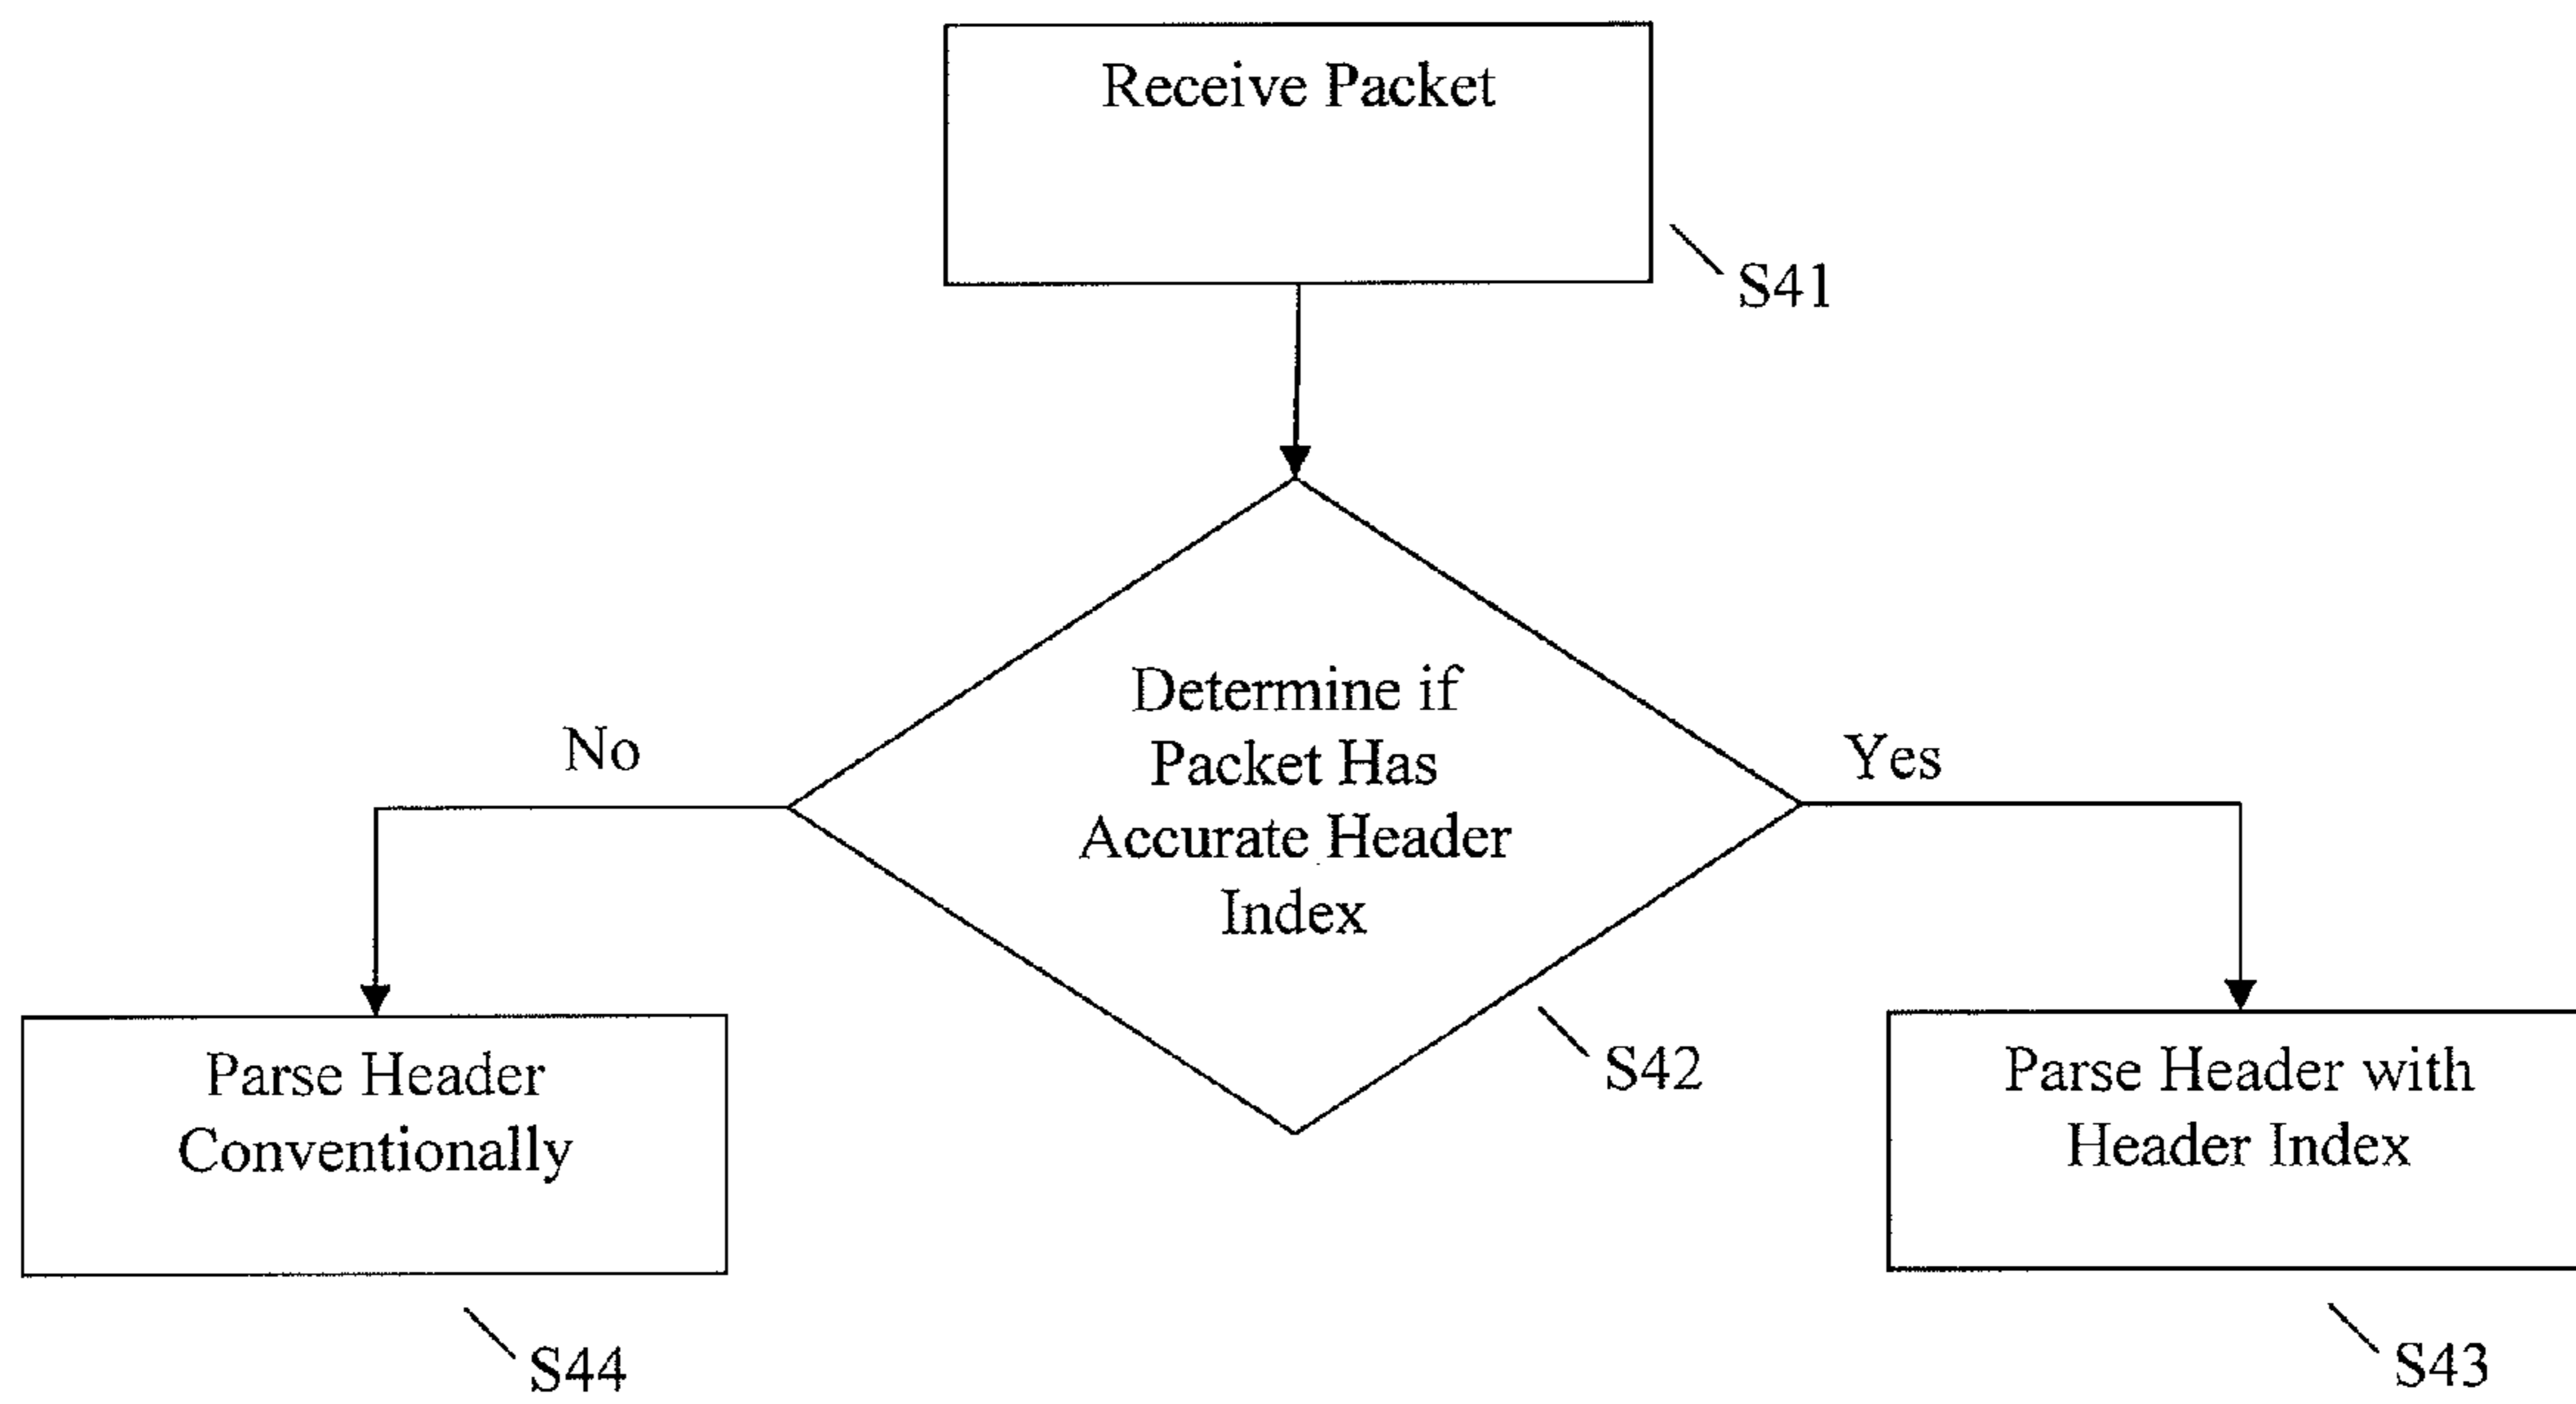 Receive Packet
S41
Determine if
Packet Has
Accurate Header
Index
No
Yes
S42
Parse Header
Conventionally
S44
Parse Header with
Header Index
S43